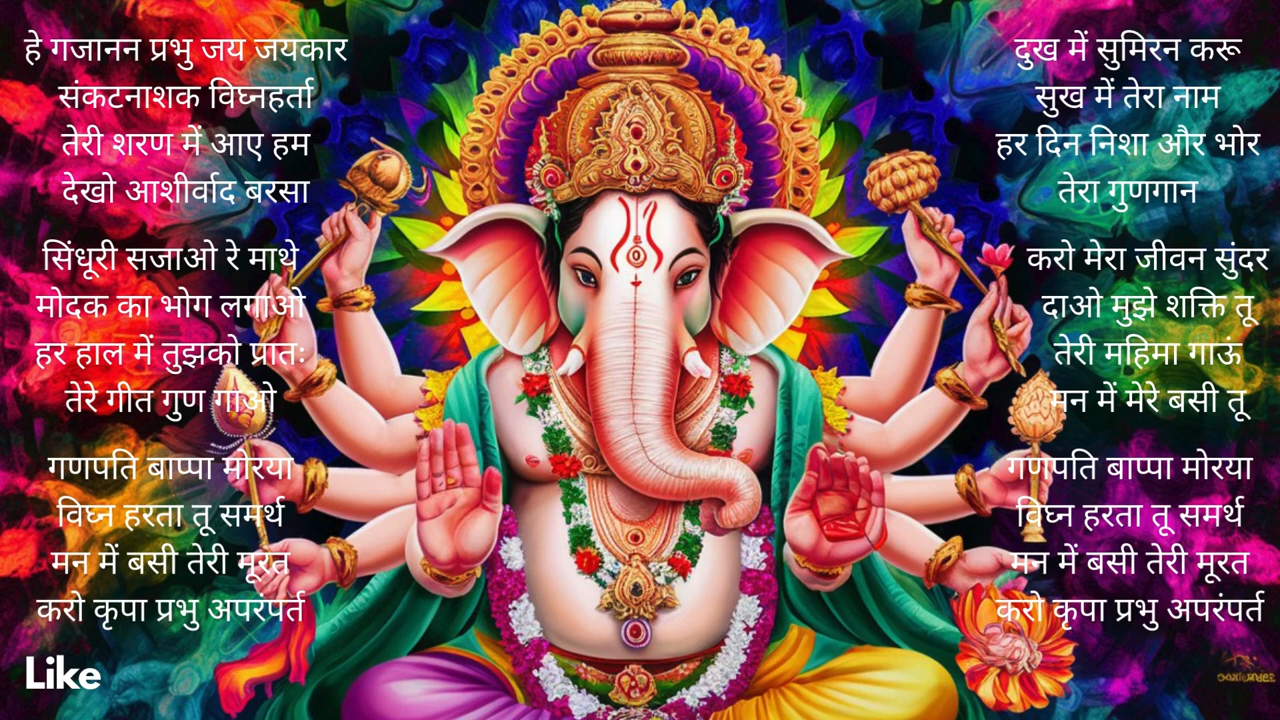 हे गजानन प्रभु जय जयकार
संकटनाशक विघ्नहर्ता
तेरी शरण में आए हम
देखो आशीर्वाद बरसा
सिंधूरी सजाओ रे माथे
मोदक का भोग लगाओ
हर हाल में तुझको प्रातः
तेरे गीत गुण गाओ
गणपति बाप्पा मोरया
विघ्न हरता तू समर्थ
मन में बसी तेरी मूरत
करो कृपा प्रभु अपरंपर्त
Like
दुख में सुमिरन करू
सुख में तेरा नाम
हर दिन निशा और भोर
तेरा गुणगान
करो मेरा जीवन सुंदर
दाओ मुझे शक्ति तू
तेरी महिमा गाऊं
मन में मेरे बसी तू
गणपति बाप्पा मोरया
विघ्न हरता तू समर्थ
मन में बसी तेरी मूरत
करो कृपा प्रभु अपरंपर्त